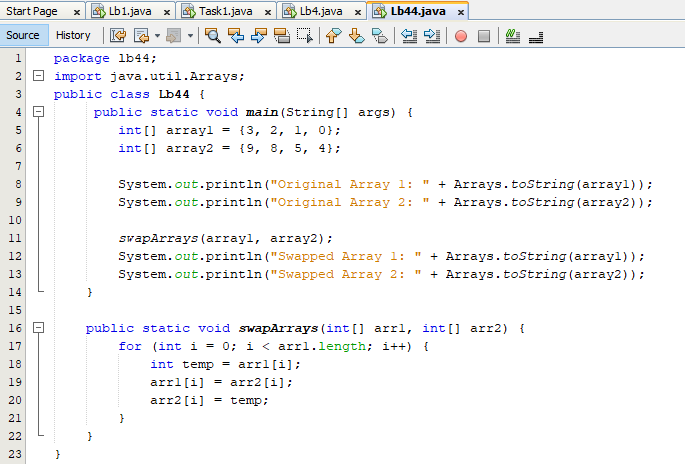 Start Page x Lb1.java x Task1.java x Lb4.java x Lb44.java x
Source History
1 package lb44;
2 import java.util.Arrays;
3 public class Lb44 {
4 public static void main(String[] args) {
5 int[] array1 = {3, 2, 1, 0};
6 int[] array2 = {9, 8, 5, 4};
7
8 System.out.println("Original Array 1: " + Arrays.toString(array1));
9 System.out.println("Original Array 2: " + Arrays.toString(array2));
10
11 swapArrays(array1, array2);
12 System.out.println("Swapped Array 1: " + Arrays.toString(array1));
13 System.out.println("Swapped Array 2: " + Arrays.toString(array2));
14 }
15
16 public static void swapArrays(int[] arr1, int[] arr2) {
17 for (int i = 0; i < arr1.length; i++) {
18 int temp = arr1[i];
19 arr1[i] = arr2[i];
20 arr2[i] = temp;
21 }
22 }
23 }